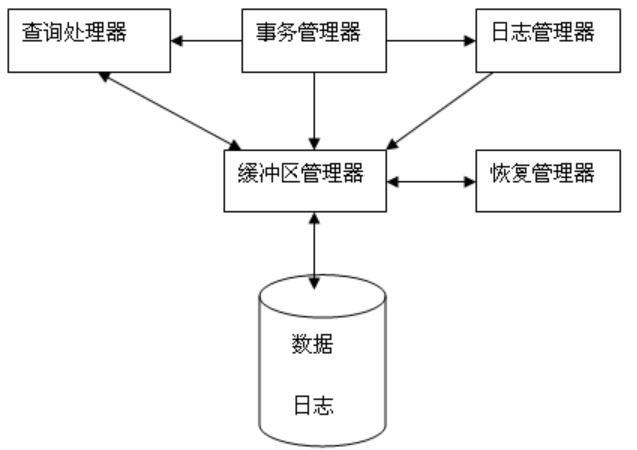 查询处理器
事务管理器
日志管理器
缓冲区管理器
恢复管理器
数据
日志